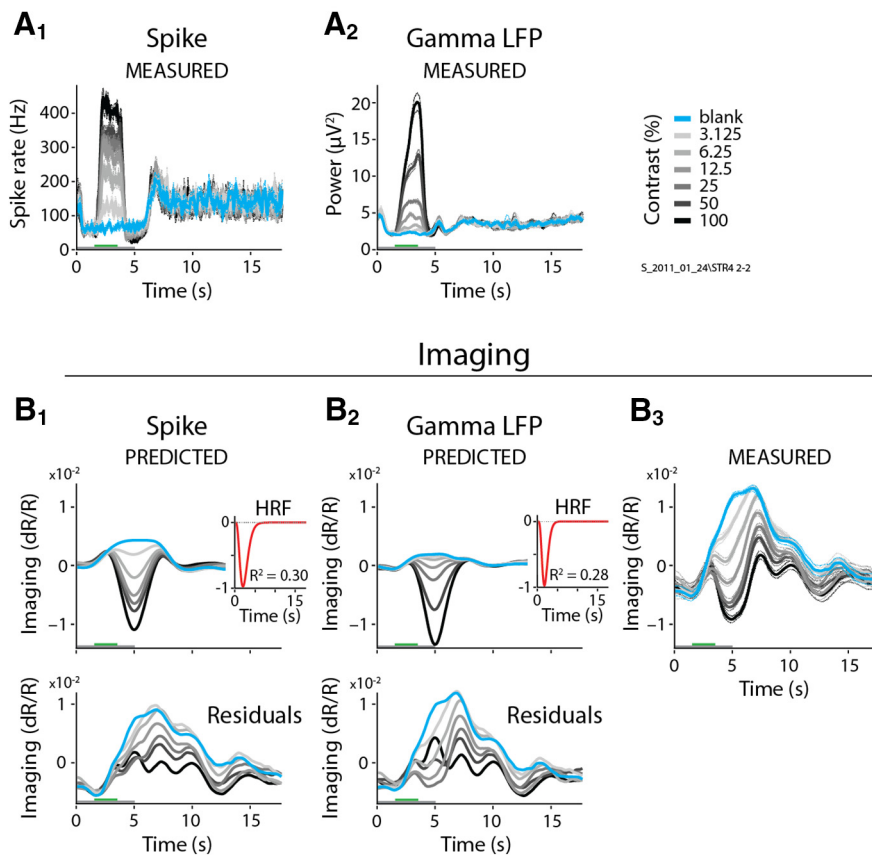 A1
Spike
MEASURED
Spike rate (Hz)
400
300
200
100
0
0 5 10 15
Time (s)
A2
Gamma LFP
MEASURED
Power (µV²)
20
15
10
5
0
0 5 10 15
Time (s)
Contrast (%)
blank
3.125
6.25
12.5
25
50
100
S_2011_01_24\STR4 2-2
Imaging
B1
Spike
PREDICTED
x10⁻²
Imaging (dR/R)
1
0
−1
HRF
0
-1
R² = 0.30
0 15
Time (s)
x10⁻²
Imaging (dR/R)
1
0
Residuals
0 5 10 15
Time (s)
B2
Gamma LFP
PREDICTED
x10⁻²
Imaging (dR/R)
1
0
−1
HRF
0
-1
R² = 0.28
0 15
Time (s)
x10⁻²
Imaging (dR/R)
1
0
Residuals
0 5 10 15
Time (s)
B3
MEASURED
x10⁻²
Imaging (dR/R)
1
0
−1
0 5 10 15
Time (s)